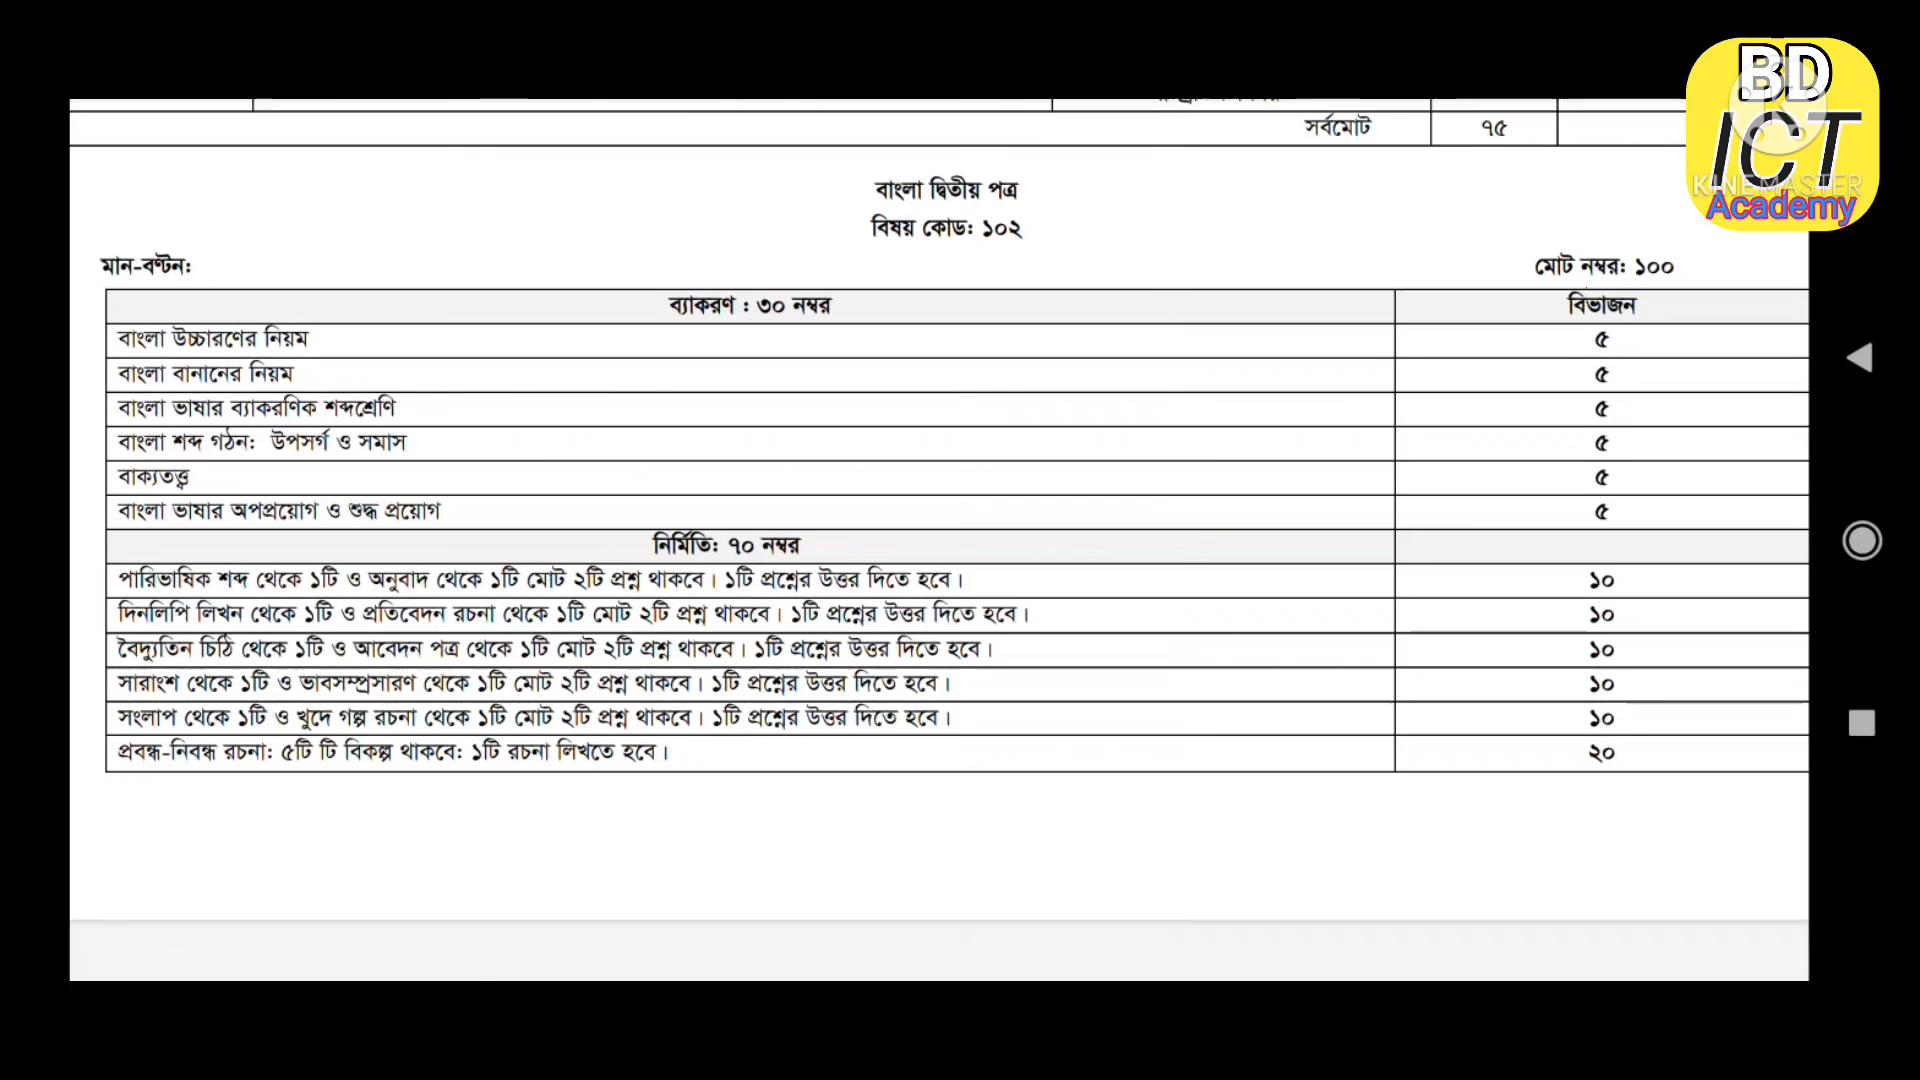 সর্বমোট ৭৫
BD
ICT
KINEMASTER
Academy
বাংলা দ্বিতীয় পত্র
বিষয় কোড: ১০২
মান-বণ্টন: মোট নম্বর: ১০০
ব্যাকরণ : ৩০ নম্বর বিভাজন
বাংলা উচ্চারণের নিয়ম ৫
বাংলা বানানের নিয়ম ৫
বাংলা ভাষার ব্যাকরণিক শব্দশ্রেণি ৫
বাংলা শব্দ গঠন: উপসর্গ ও সমাস ৫
বাক্যতত্ত্ব ৫
বাংলা ভাষার অপপ্রয়োগ ও শুদ্ধ প্রয়োগ ৫
নির্মিতি: ৭০ নম্বর
পারিভাষিক শব্দ থেকে ১টি ও অনুবাদ থেকে ১টি মোট ২টি প্রশ্ন থাকবে। ১টি প্রশ্নের উত্তর দিতে হবে। ১০
দিনলিপি লিখন থেকে ১টি ও প্রতিবেদন রচনা থেকে ১টি মোট ২টি প্রশ্ন থাকবে। ১টি প্রশ্নের উত্তর দিতে হবে। ১০
বৈদ্যুতিন চিঠি থেকে ১টি ও আবেদন পত্র থেকে ১টি মোট ২টি প্রশ্ন থাকবে। ১টি প্রশ্নের উত্তর দিতে হবে। ১০
সারাংশ থেকে ১টি ও ভাবসম্প্রসারণ থেকে ১টি মোট ২টি প্রশ্ন থাকবে। ১টি প্রশ্নের উত্তর দিতে হবে। ১০
সংলাপ থেকে ১টি ও খুদে গল্প রচনা থেকে ১টি মোট ২টি প্রশ্ন থাকবে। ১টি প্রশ্নের উত্তর দিতে হবে। ১০
প্রবন্ধ-নিবন্ধ রচনা: ৫টি টি বিকল্প থাকবে: ১টি রচনা লিখতে হবে। ২০